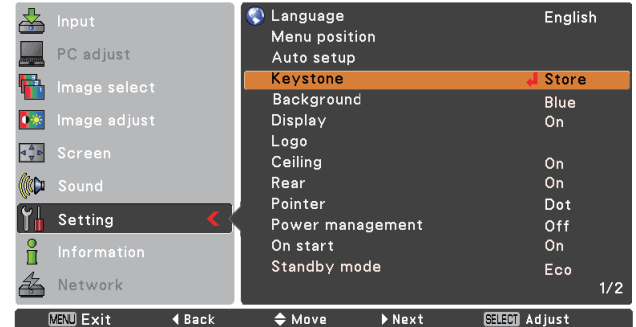 Input
PC adjust
Image select
Image adjust
Screen
Sound
Setting
Information
Network
Language English
Menu position
Auto setup
Keystone Store
Background Blue
Display On
Logo
Ceiling On
Rear On
Pointer Dot
Power management Off
On start On
Standby mode Eco
1/2
MENU Exit Back Move Next SELECT Adjust